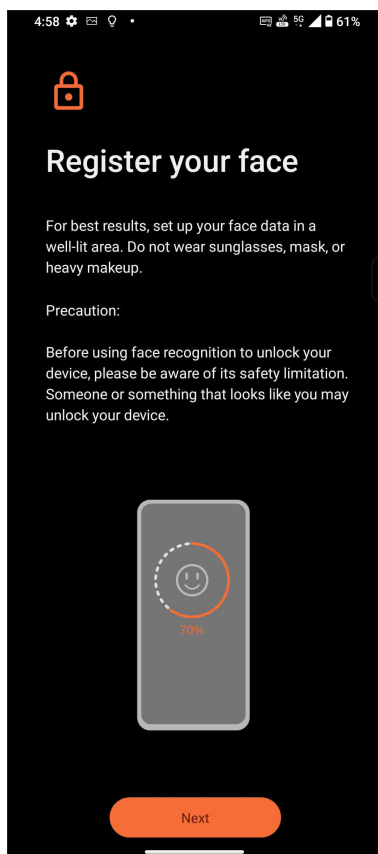 4:58 5G 61%
Register your face
For best results, set up your face data in a
well-lit area. Do not wear sunglasses, mask, or
heavy makeup.
Precaution:
Before using face recognition to unlock your
device, please be aware of its safety limitation.
Someone or something that looks like you may
unlock your device.
70%
Next